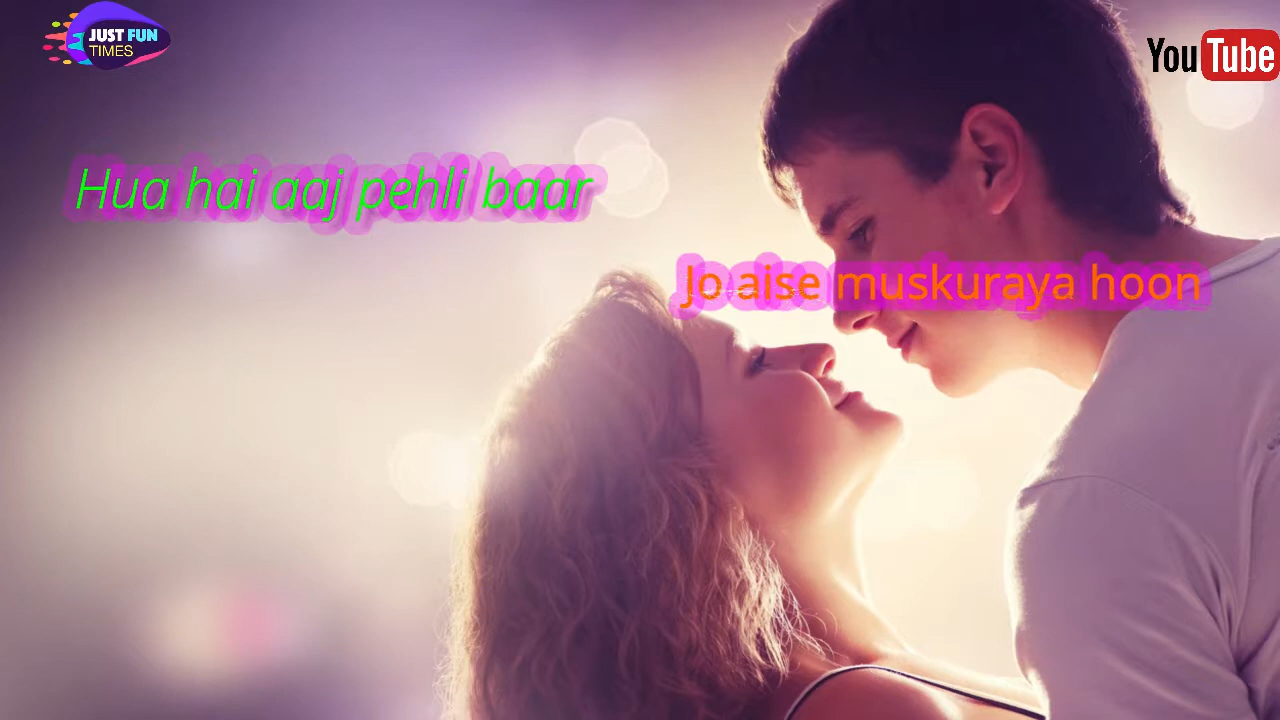 JUST FUN
TIMES
YouTube
Hua hai aaj pehli baar
Jo aise muskuraya hoon